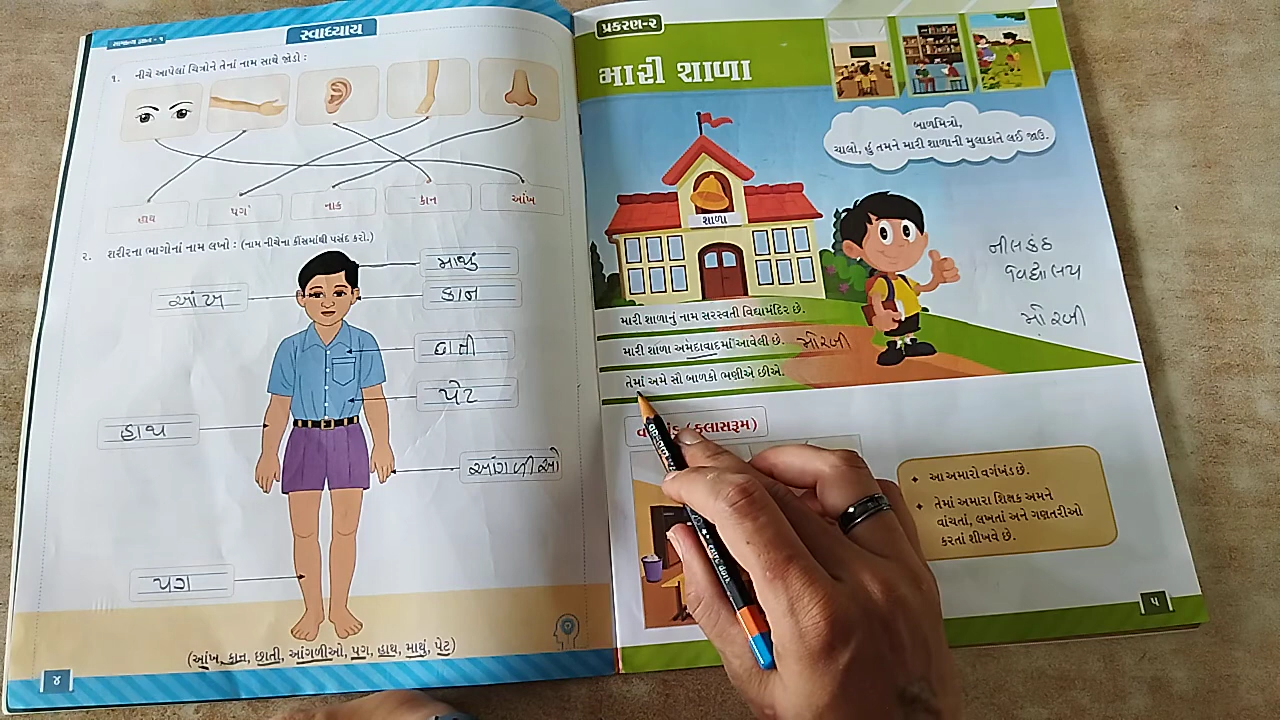 સામાન્ય જ્ઞાન - ૧
સ્વાધ્યાય
૧. નીચે આપેલાં ચિત્રોને તેનાં નામ સાથે જોડો :
હાથ પગ નાક કાન આંખ
૨. શરીરના ભાગોનાં નામ લખો : (નામ નીચેના કૌંસમાંથી પસંદ કરો.)
માથું
આંખ
કાન
છાતી
પેટ
હાથ
આંગળીઓ
પગ
(આંખ, કાન, છાતી, આંગળીઓ, પગ, હાથ, માથું, પેટ)
૪
પ્રકરણ-૨
મારી શાળા
બાળમિત્રો,
ચાલો, હું તમને મારી શાળાની મુલાકાતે લઈ જાઉં.
શાળા
નીલકંઠ
વિદ્યાલય
મોરબી
મારી શાળાનું નામ સરસ્વતી વિદ્યામંદિર છે.
મારી શાળા અમદાવાદમાં આવેલી છે. મોરબી
તેમાં અમે સૌ બાળકો ભણીએ છીએ.
(ક્લાસરૂમ)
આ અમારો વર્ગખંડ છે.
તેમાં અમારા શિક્ષક અમને
વાંચતાં, લખતાં અને ગણતરીઓ
કરતાં શીખવે છે.
૫